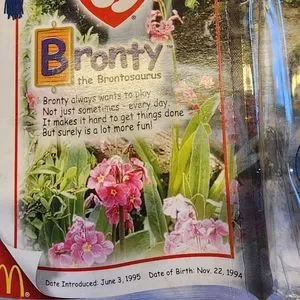 Bronty™
the Brontosaurus
Bronty always wants to play
Not just sometimes - every day
It makes it hard to get things done
But surely is a lot more fun!
Date Introduced: June 3, 1995 Date of Birth: Nov. 22, 1994